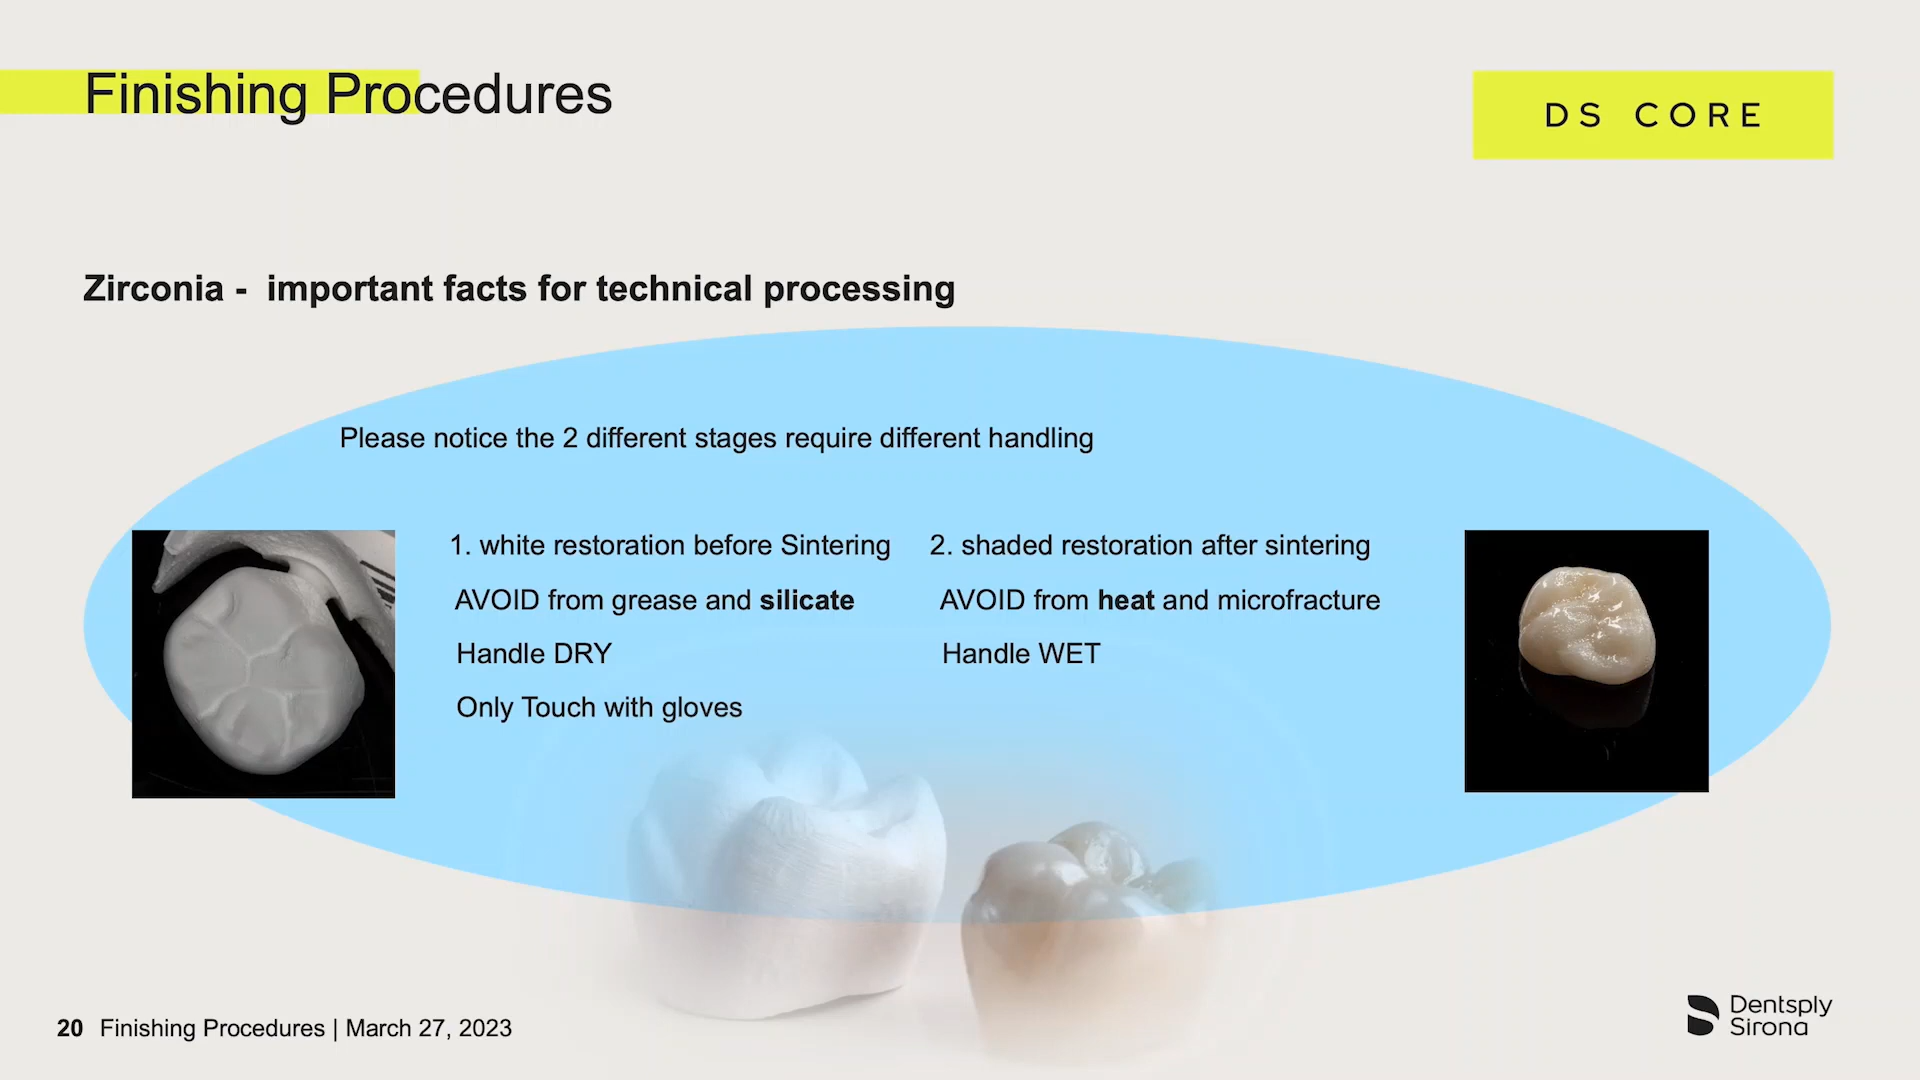 Finishing Procedures
DS CORE
Zirconia -  important facts for technical processing
Please notice the 2 different stages require different handling
1. white restoration before Sintering
AVOID from grease and silicate
Handle DRY
Only Touch with gloves
2. shaded restoration after sintering
AVOID from heat and microfracture
Handle WET
20 Finishing Procedures | March 27, 2023
Dentsply
Sirona